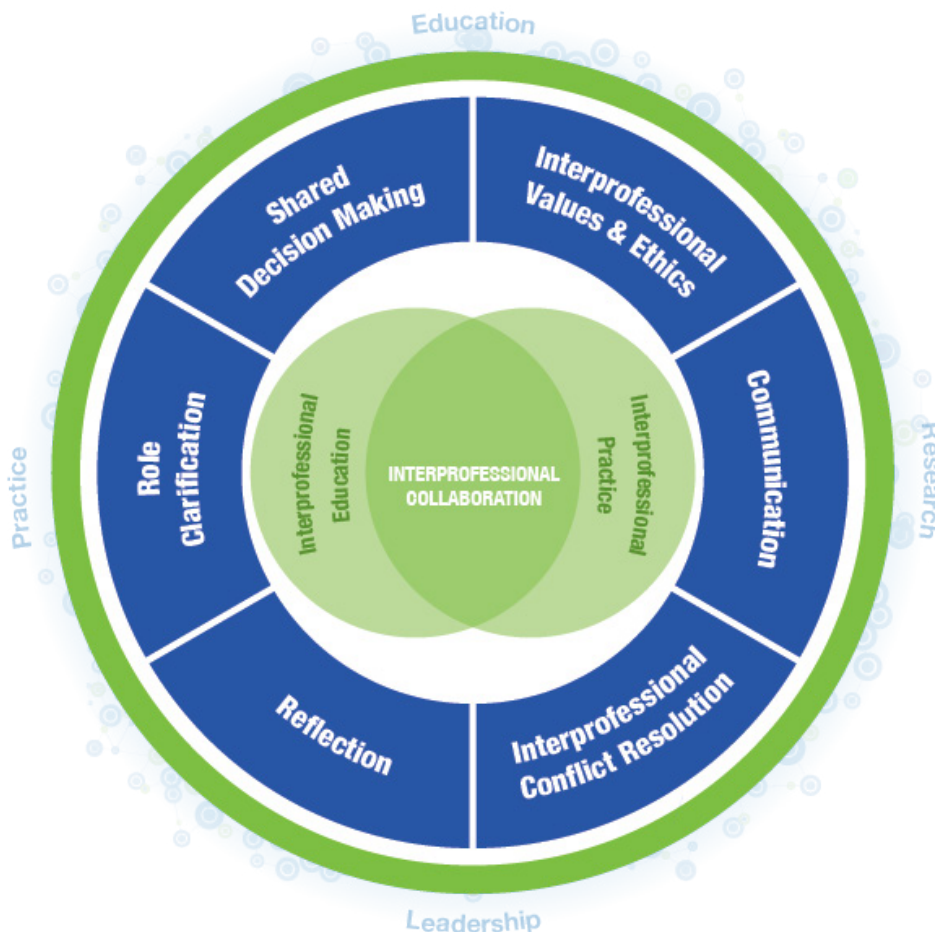 Education
Shared
Decision Making
Interprofessional
Values & Ethics
Role
Clarification
Interprofessional
Education
INTERPROFESSIONAL
COLLABORATION
Interprofessional
Practice
Communication
Practice
Research
Reflection
Interprofessional
Conflict Resolution
Leadership